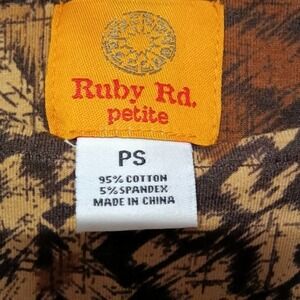 Ruby Rd.
petite
PS
95% COTTON
5% SPANDEX
MADE IN CHINA